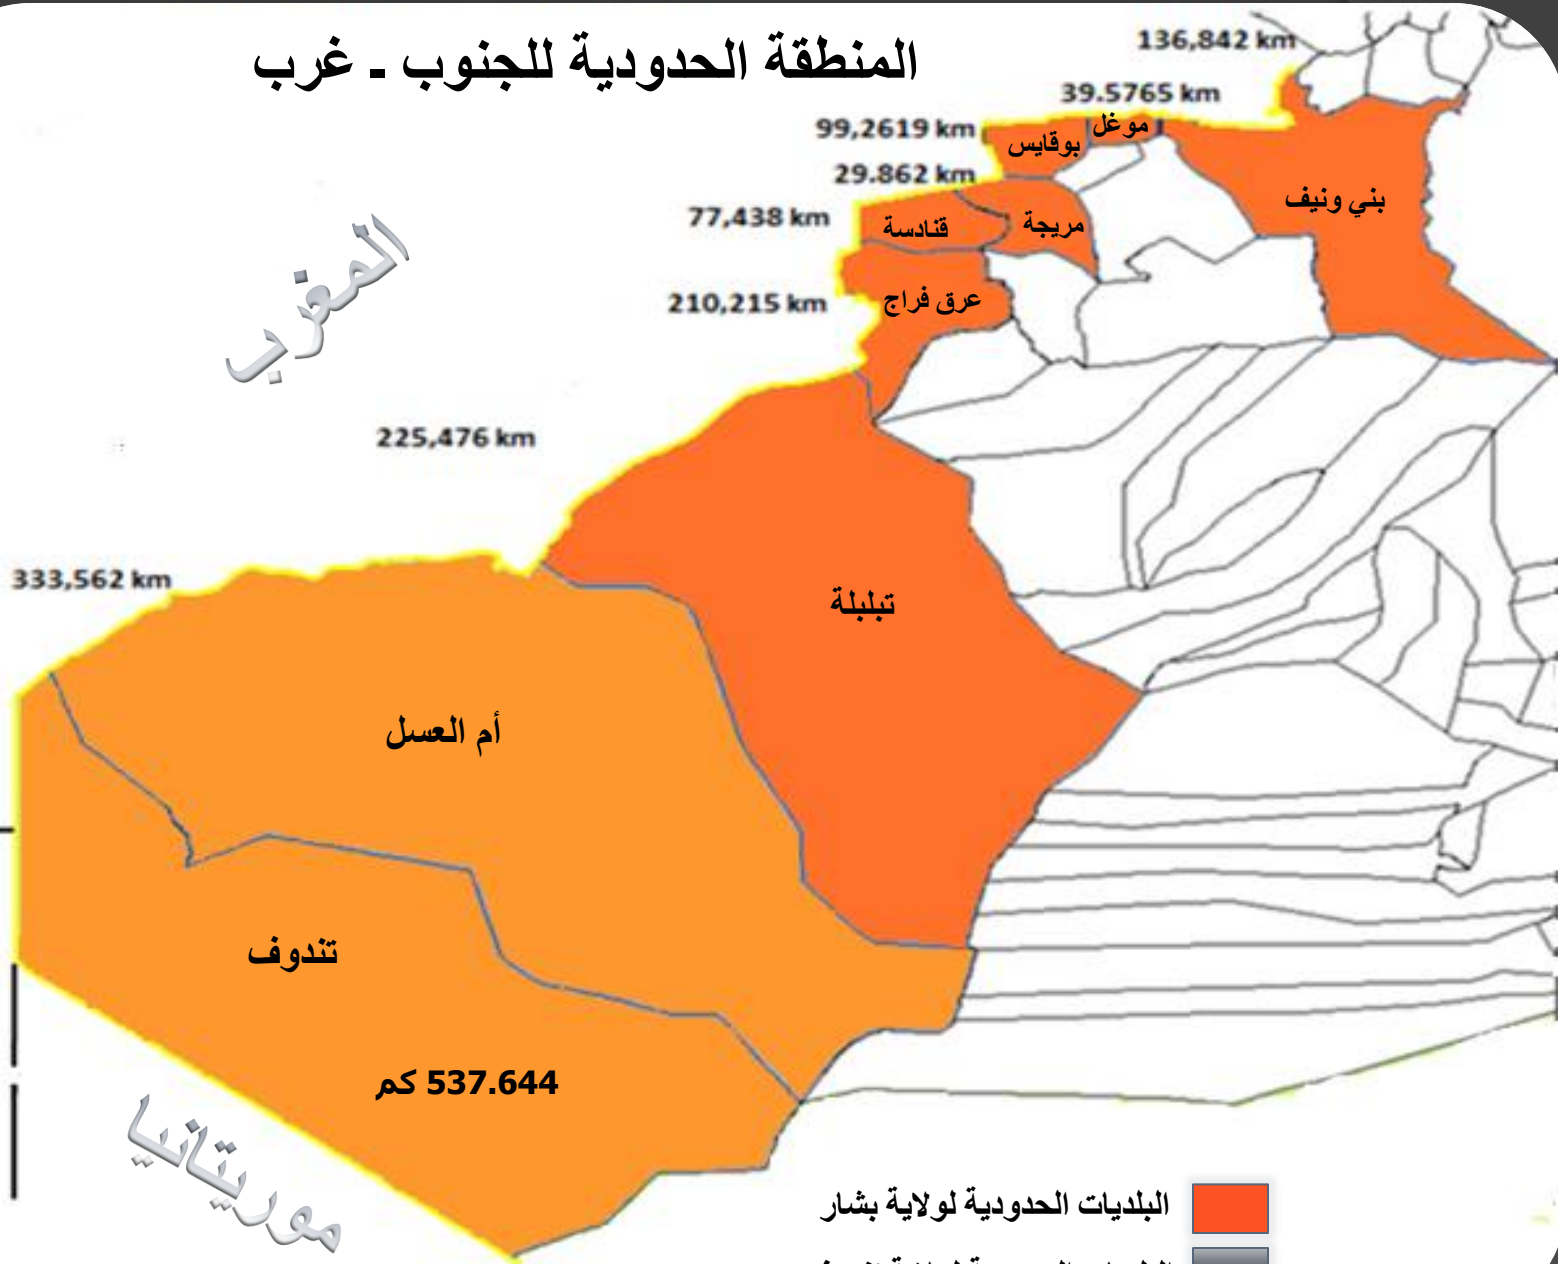 المنطقة الحدودية للجنوب - غرب
136,842 km
39.5765 km
99,2619 km
موغل
بوقايس
29.862 km
بني ونيف
77,438 km
قنادسة
مريجة
المغرب
210,215 km
عرق فراج
225,476 km
333,562 km
تبلبلة
أم العسل
تندوف
537.644 كم
موريتانيا
البلديات الحدودية لولاية بشار